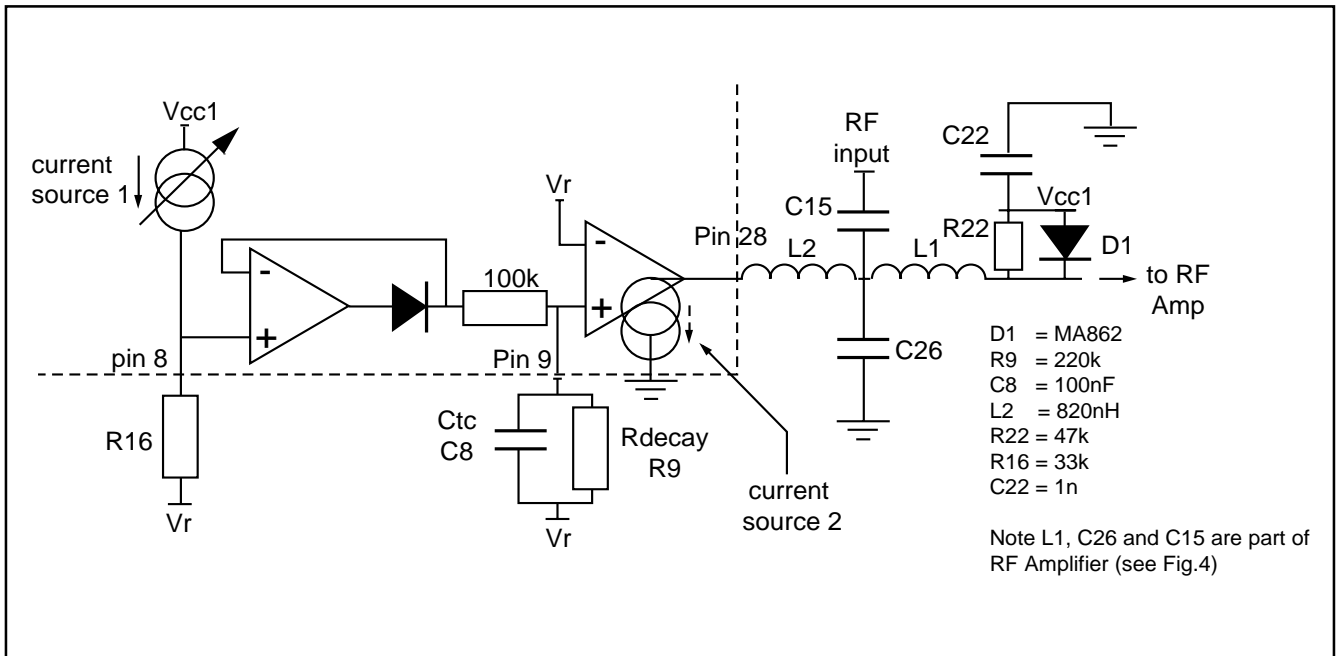 Vcc1
current
source 1
-
+
pin 8
R16
Vr
100k
Pin 9
Ctc
C8
Rdecay
R9
Vr
Vr
-
+
current
source 2
Pin 28
L2
RF
input
C15
C26
L1
C22
Vcc1
R22
D1
to RF
Amp
D1 = MA862
R9 = 220k
C8 = 100nF
L2 = 820nH
R22 = 47k
R16 = 33k
C22 = 1n
Note L1, C26 and C15 are part of
RF Amplifier (see Fig.4)